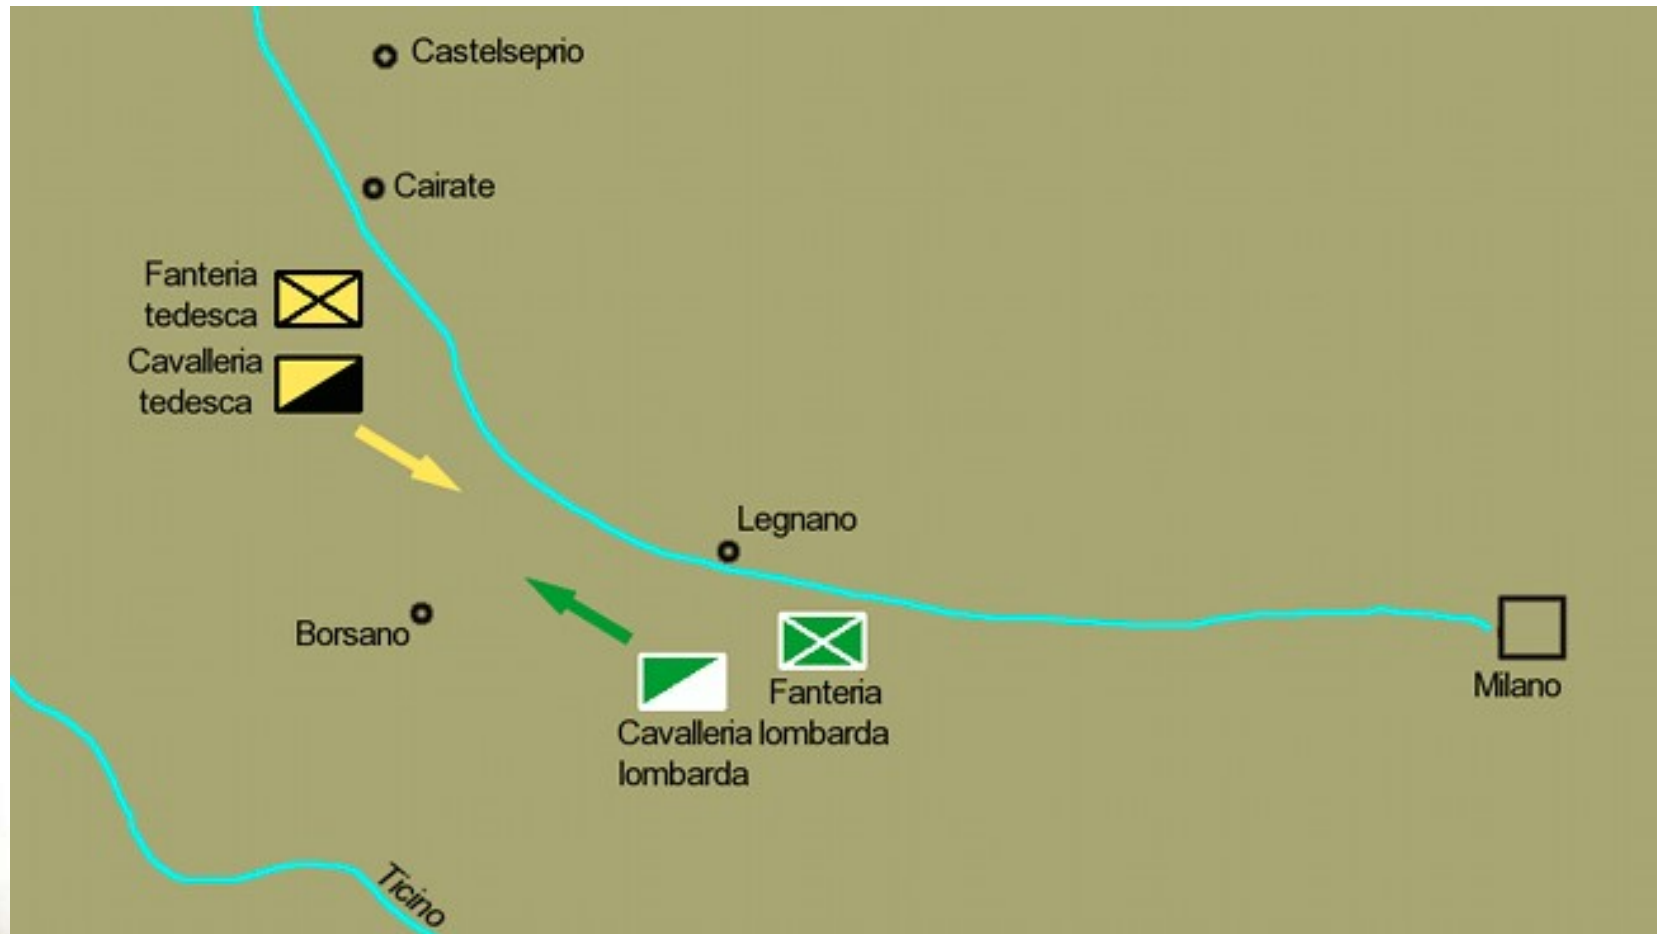 Castelseprio
Cairate
Fanteria
tedesca
Cavalleria
tedesca
Legnano
Borsano
Milano
Fanteria
lombarda
Cavalleria
lombarda
Ticino